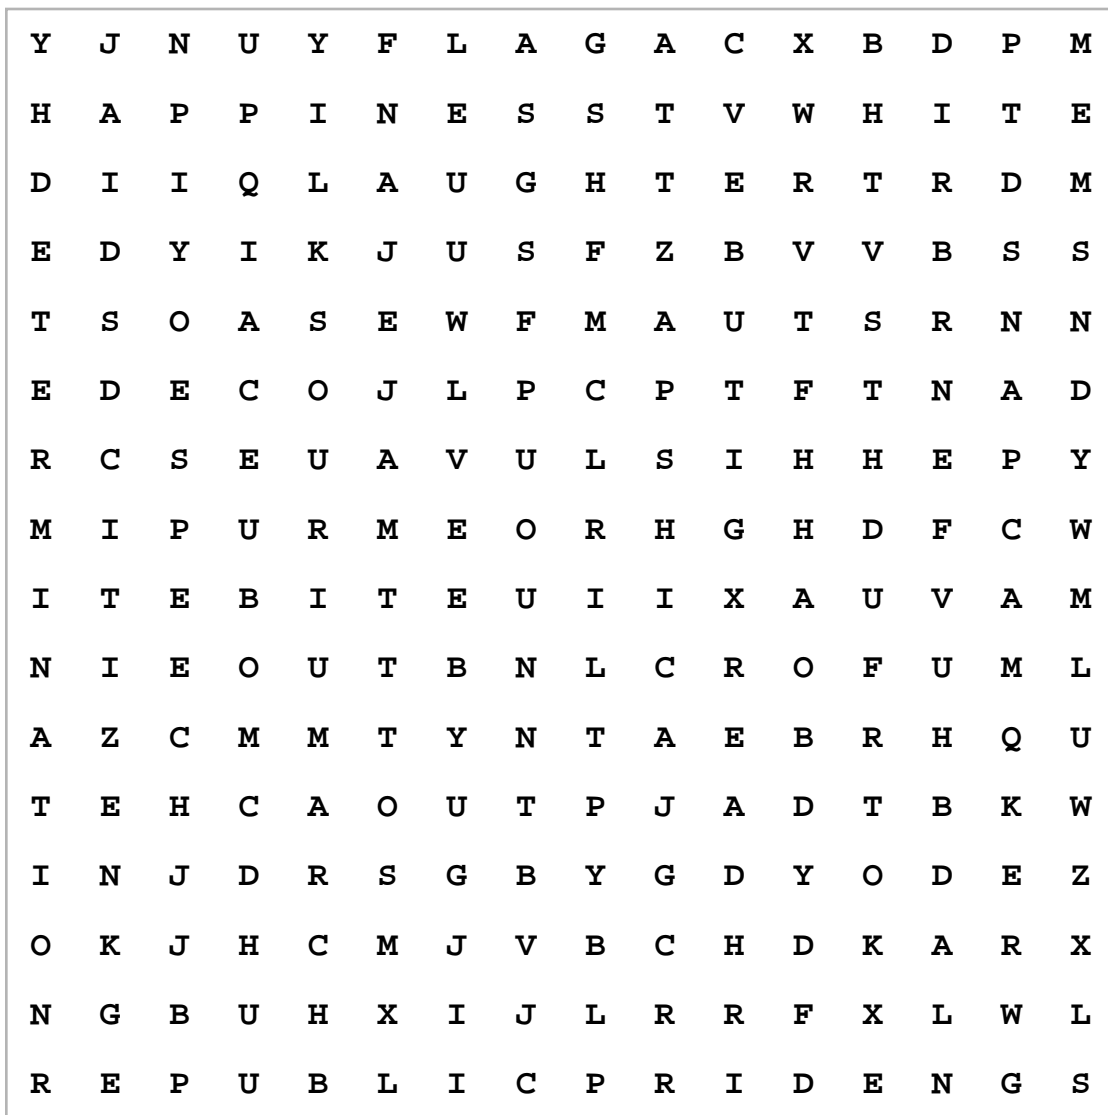 Y J N U Y F L A G A C X B D P M
H A P P I N E S S T V W H I T E
D I I Q L A U G H T E R T R D M
E D Y I K J U S F Z B V V B S S
T S O A S E W F M A U T S R N N
E D E C O J L P C P T F T N A D
R C S E U A V U L S I H H E P Y
M I P U R M E O R H G H D F C W
I T E B I T E U I I X A U V A M
N I E O U T B N L C R O F U M L
A Z C M M T Y N T A E B R H Q U
T E H C A O U T P J A D T B K W
I N J D R S G B Y G D Y O D E Z
O K J H C M J V B C H D K A R X
N G B U H X I J L R R F X L W L
R E P U B L I C P R I D E N G S